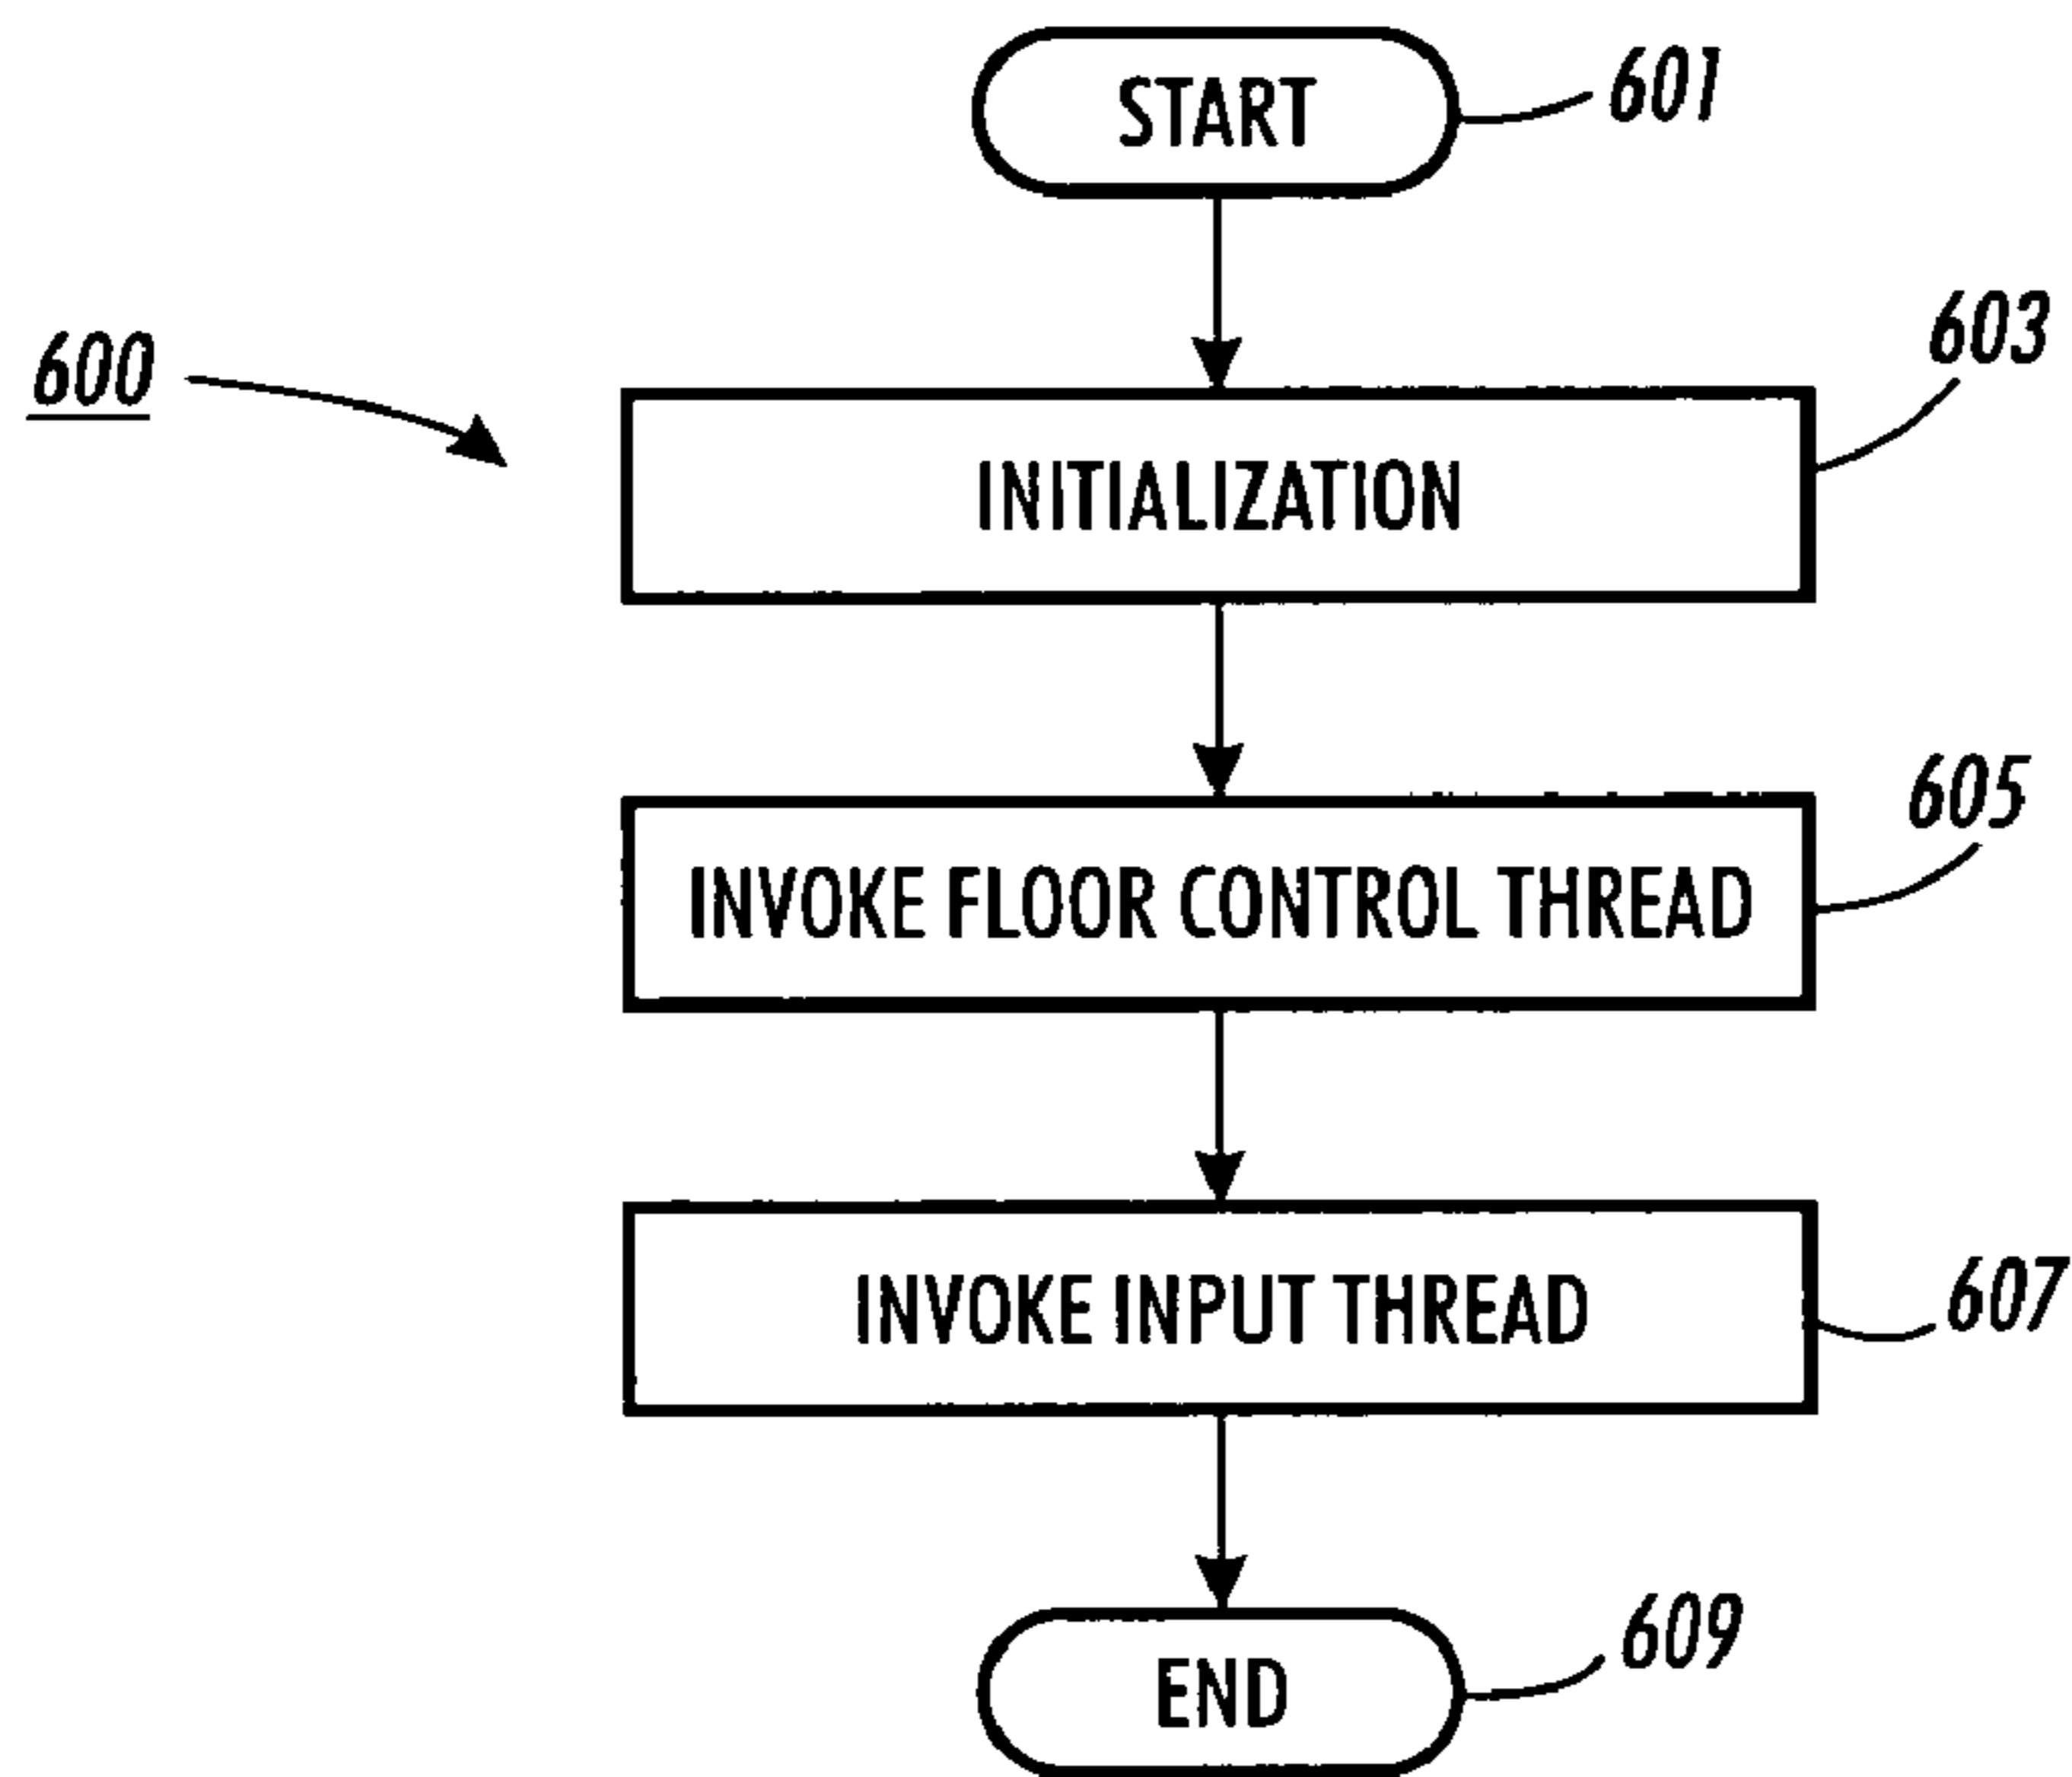 START
601
600
603
INITIALIZATION
605
INVOKE FLOOR CONTROL THREAD
607
INVOKE INPUT THREAD
609
END